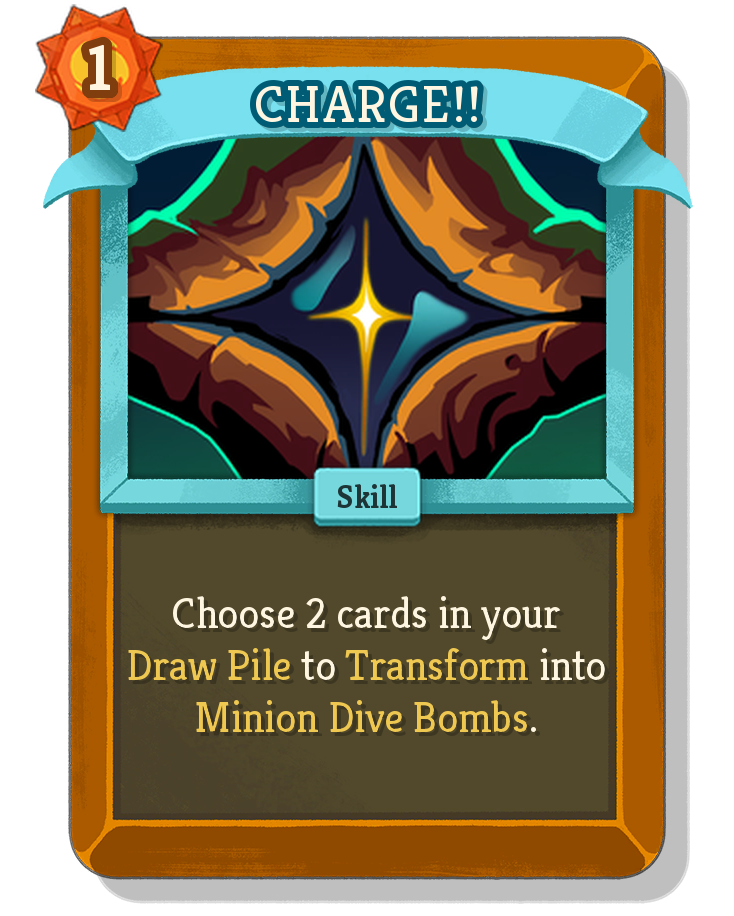 1
CHARGE!!
Skill
Choose 2 cards in your
Draw Pile to Transform into
Minion Dive Bombs.